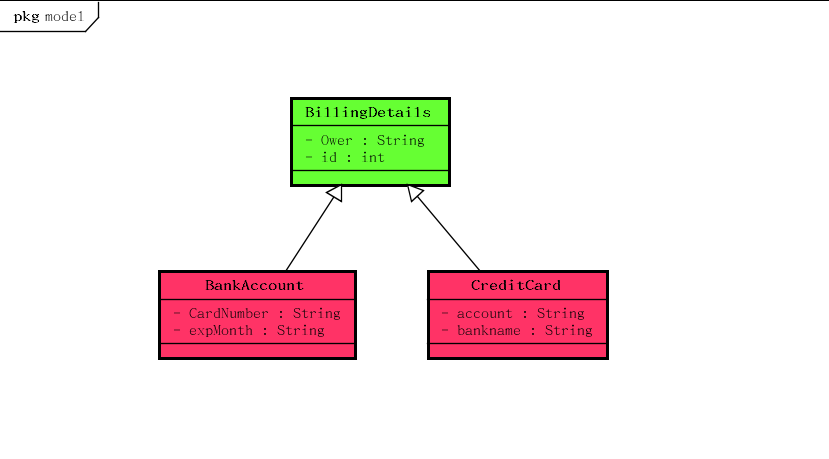 pkg model
BillingDetails
- Ower : String
- id : int
BankAccount
- CardNumber : String
- expMonth : String
CreditCard
- account : String
- bankname : String